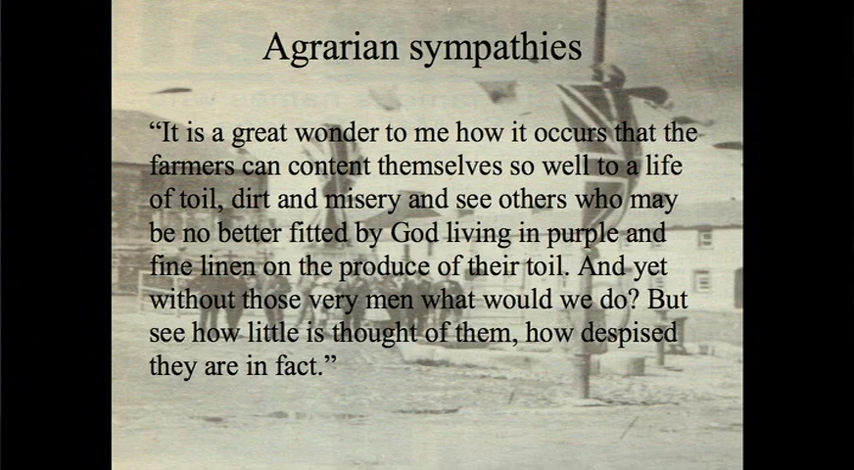 Agrarian sympathies
“It is a great wonder to me how it occurs that the
farmers can content themselves so well to a life
of toil, dirt and misery and see others who may
be no better fitted by God living in purple and
fine linen on the produce of their toil. And yet
without those very men what would we do? But
see how little is thought of them, how despised
they are in fact.”